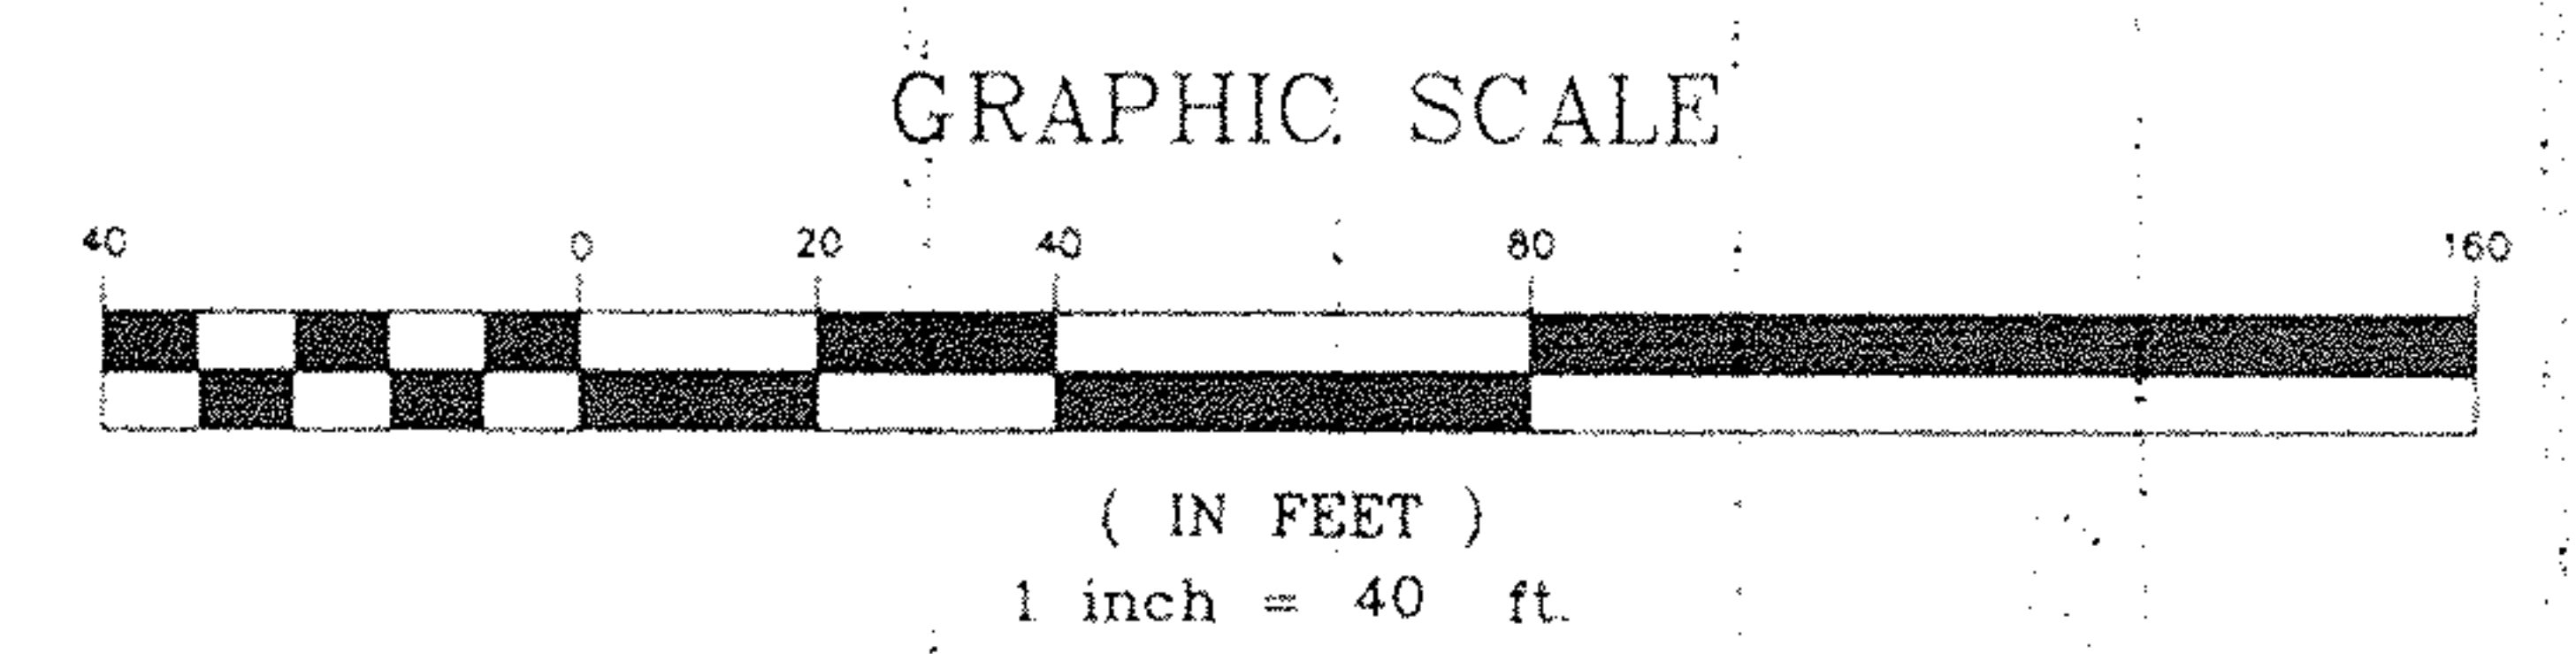 GRAPHIC SCALE
40 0 20 40 80 160
( IN FEET )
1 inch = 40 ft.